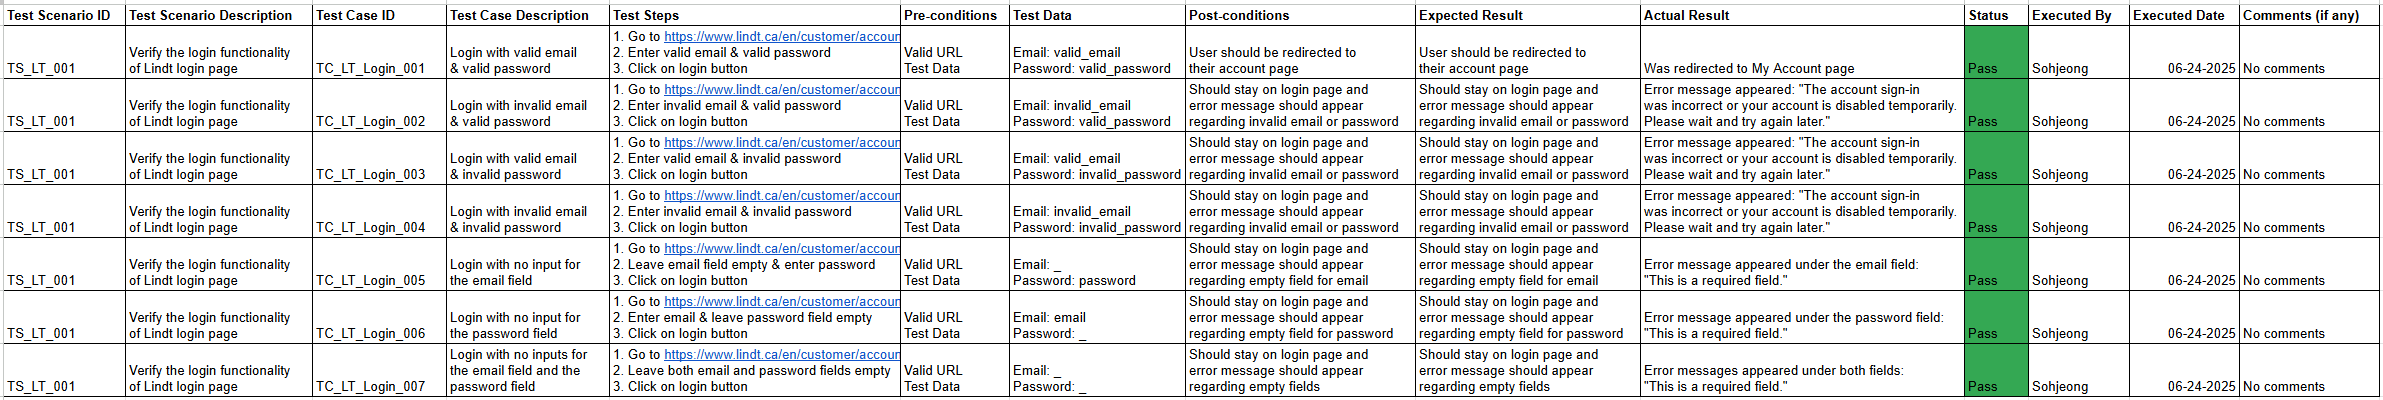 Test Scenario ID
Test Scenario Description
Test Case ID
Test Case Description
Test Steps
Pre-conditions
Test Data
Post-conditions
Expected Result
Actual Result
Status
Executed By
Executed Date
Comments (if any)
TS_LT_001
Verify the login functionality
of Lindt login page
TC_LT_Login_001
Login with valid email
& valid password
1. Go to https://www.lindt.ca/en/customer/accoun
2. Enter valid email & valid password
3. Click on login button
Valid URL
Test Data
Email: valid_email
Password: valid_password
User should be redirected to
their account page
User should be redirected to
their account page
Was redirected to My Account page
Pass
Sohjeong
06-24-2025
No comments
TS_LT_001
Verify the login functionality
of Lindt login page
TC_LT_Login_002
Login with invalid email
& valid password
1. Go to https://www.lindt.ca/en/customer/accoun
2. Enter invalid email & valid password
3. Click on login button
Valid URL
Test Data
Email: invalid_email
Password: valid_password
Should stay on login page and
error message should appear
regarding invalid email or password
Should stay on login page and
error message should appear
regarding invalid email or password
Error message appeared: "The account sign-in
was incorrect or your account is disabled temporarily.
Please wait and try again later."
Pass
Sohjeong
06-24-2025
No comments
TS_LT_001
Verify the login functionality
of Lindt login page
TC_LT_Login_003
Login with valid email
& invalid password
1. Go to https://www.lindt.ca/en/customer/accoun
2. Enter valid email & invalid password
3. Click on login button
Valid URL
Test Data
Email: valid_email
Password: invalid_password
Should stay on login page and
error message should appear
regarding invalid email or password
Should stay on login page and
error message should appear
regarding invalid email or password
Error message appeared: "The account sign-in
was incorrect or your account is disabled temporarily.
Please wait and try again later."
Pass
Sohjeong
06-24-2025
No comments
TS_LT_001
Verify the login functionality
of Lindt login page
TC_LT_Login_004
Login with invalid email
& invalid password
1. Go to https://www.lindt.ca/en/customer/accoun
2. Enter invalid email & invalid password
3. Click on login button
Valid URL
Test Data
Email: invalid_email
Password: invalid_password
Should stay on login page and
error message should appear
regarding invalid email or password
Should stay on login page and
error message should appear
regarding invalid email or password
Error message appeared: "The account sign-in
was incorrect or your account is disabled temporarily.
Please wait and try again later."
Pass
Sohjeong
06-24-2025
No comments
TS_LT_001
Verify the login functionality
of Lindt login page
TC_LT_Login_005
Login with no input for
the email field
1. Go to https://www.lindt.ca/en/customer/accoun
2. Leave email field empty & enter password
3. Click on login button
Valid URL
Test Data
Email: _
Password: password
Should stay on login page and
error message should appear
regarding empty field for email
Should stay on login page and
error message should appear
regarding empty field for email
Error message appeared under the email field:
"This is a required field."
Pass
Sohjeong
06-24-2025
No comments
TS_LT_001
Verify the login functionality
of Lindt login page
TC_LT_Login_006
Login with no input for
the password field
1. Go to https://www.lindt.ca/en/customer/accoun
2. Enter email & leave password field empty
3. Click on login button
Valid URL
Test Data
Email: email
Password: _
Should stay on login page and
error message should appear
regarding empty field for password
Should stay on login page and
error message should appear
regarding empty field for password
Error message appeared under the password field:
"This is a required field."
Pass
Sohjeong
06-24-2025
No comments
TS_LT_001
Verify the login functionality
of Lindt login page
TC_LT_Login_007
Login with no inputs for
the email field and the
password field
1. Go to https://www.lindt.ca/en/customer/accoun
2. Leave both email and password fields empty
3. Click on login button
Valid URL
Test Data
Email: _
Password: _
Should stay on login page and
error message should appear
regarding empty fields
Should stay on login page and
error message should appear
regarding empty fields
Error messages appeared under both fields:
"This is a required field."
Pass
Sohjeong
06-24-2025
No comments